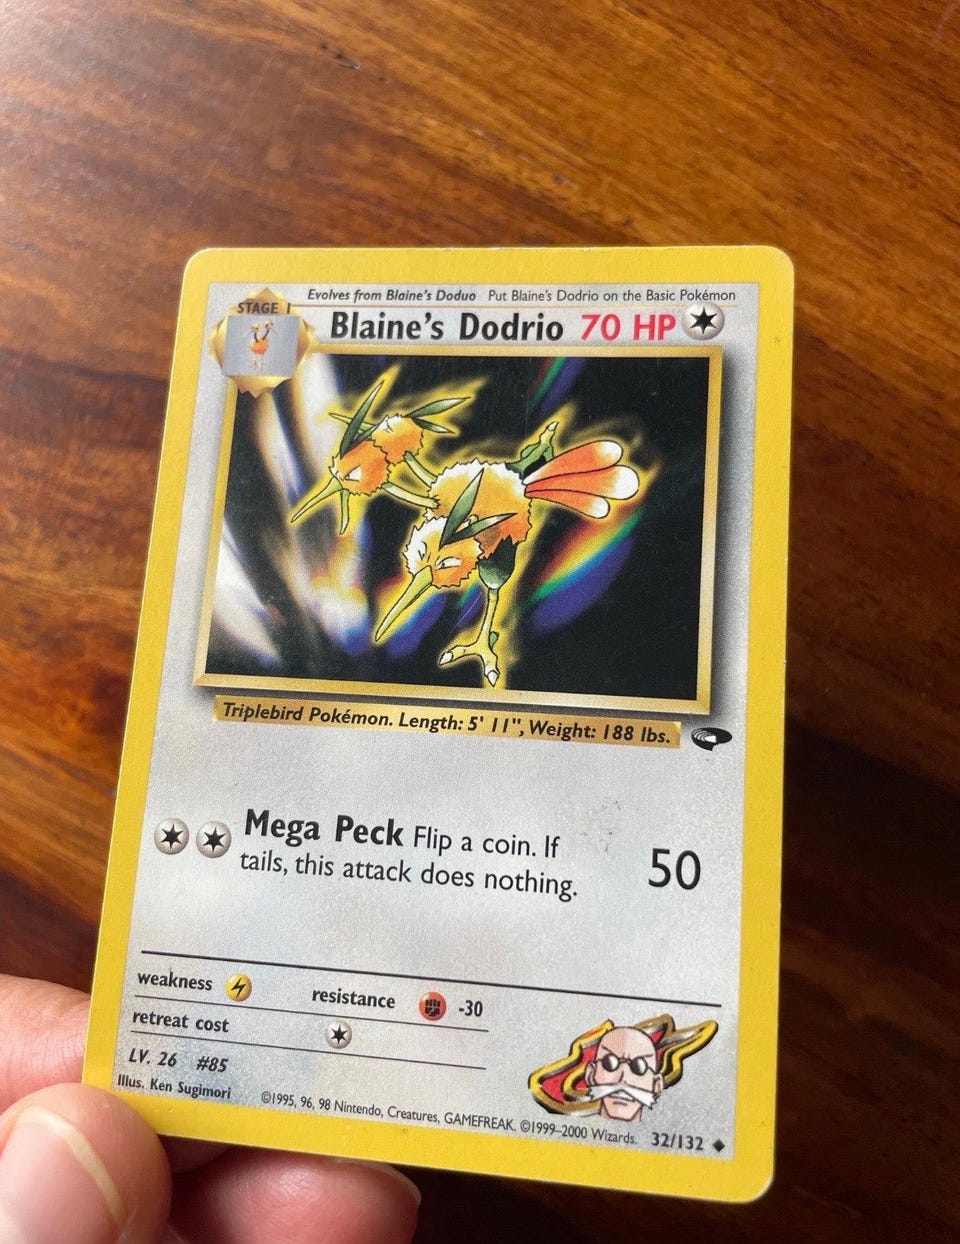 Evolves from Blaine's Doduo Put Blaine's Dodrio on the Basic Pokémon
STAGE 1
Blaine's Dodrio 70 HP
Triplebird Pokémon. Length: 5' 11", Weight: 188 lbs.
Mega Peck Flip a coin. If
tails, this attack does nothing.
50
weakness
resistance -30
retreat cost
LV. 26 #85
Illus. Ken Sugimori
©1995, 96, 98 Nintendo, Creatures, GAMEFREAK. ©1999-2000 Wizards. 32/132